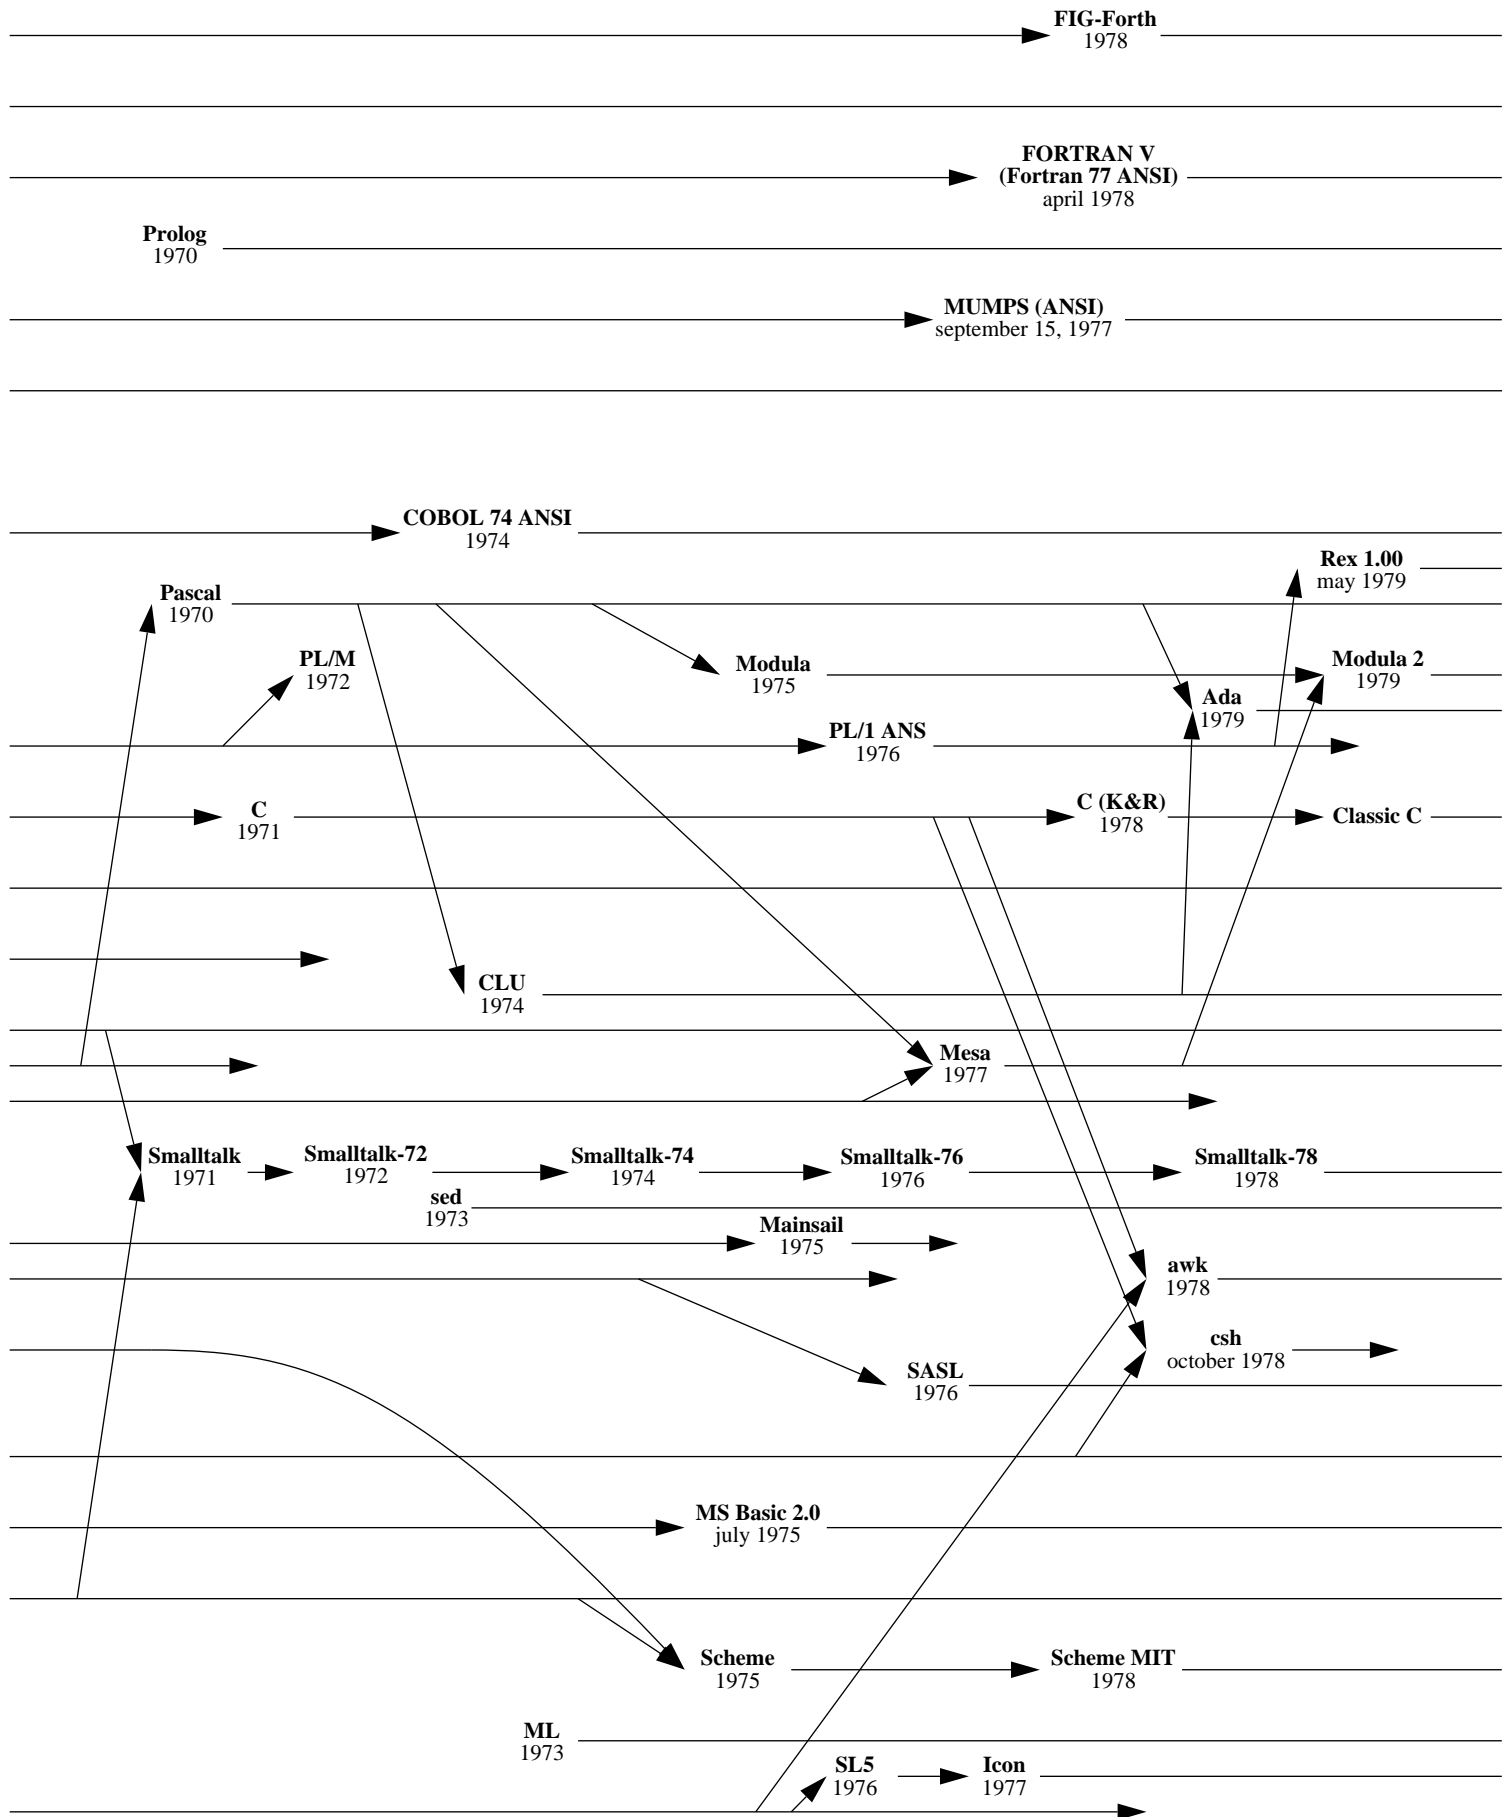 FIG-Forth
1978
FORTRAN V
(Fortran 77 ANSI)
april 1978
Prolog
1970
MUMPS (ANSI)
september 15, 1977
COBOL 74 ANSI
1974
Rex 1.00
may 1979
Pascal
1970
PL/M
1972
Modula
1975
Modula 2
1979
Ada
1979
PL/1 ANS
1976
C
1971
C (K&R)
1978
Classic C
CLU
1974
Mesa
1977
Smalltalk
1971
Smalltalk-72
1972
Smalltalk-74
1974
Smalltalk-76
1976
Smalltalk-78
1978
sed
1973
Mainsail
1975
awk
1978
csh
october 1978
SASL
1976
MS Basic 2.0
july 1975
Scheme
1975
Scheme MIT
1978
ML
1973
SL5
1976
Icon
1977